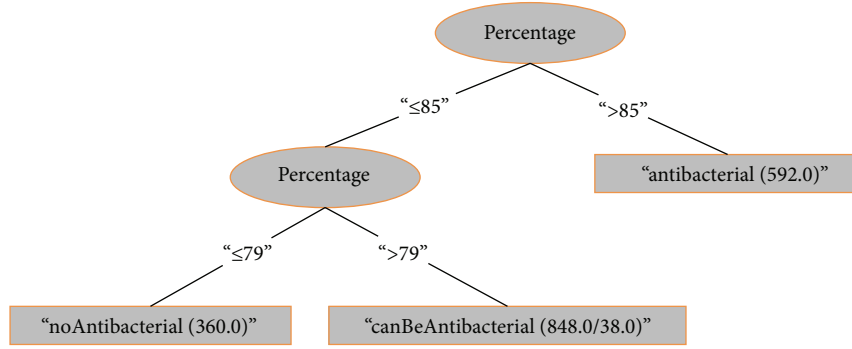 Percentage
“≤85”
“>85”
Percentage
“antibacterial (592.0)”
“≤79”
“>79”
“noAntibacterial (360.0)”
“canBeAntibacterial (848.0/38.0)”